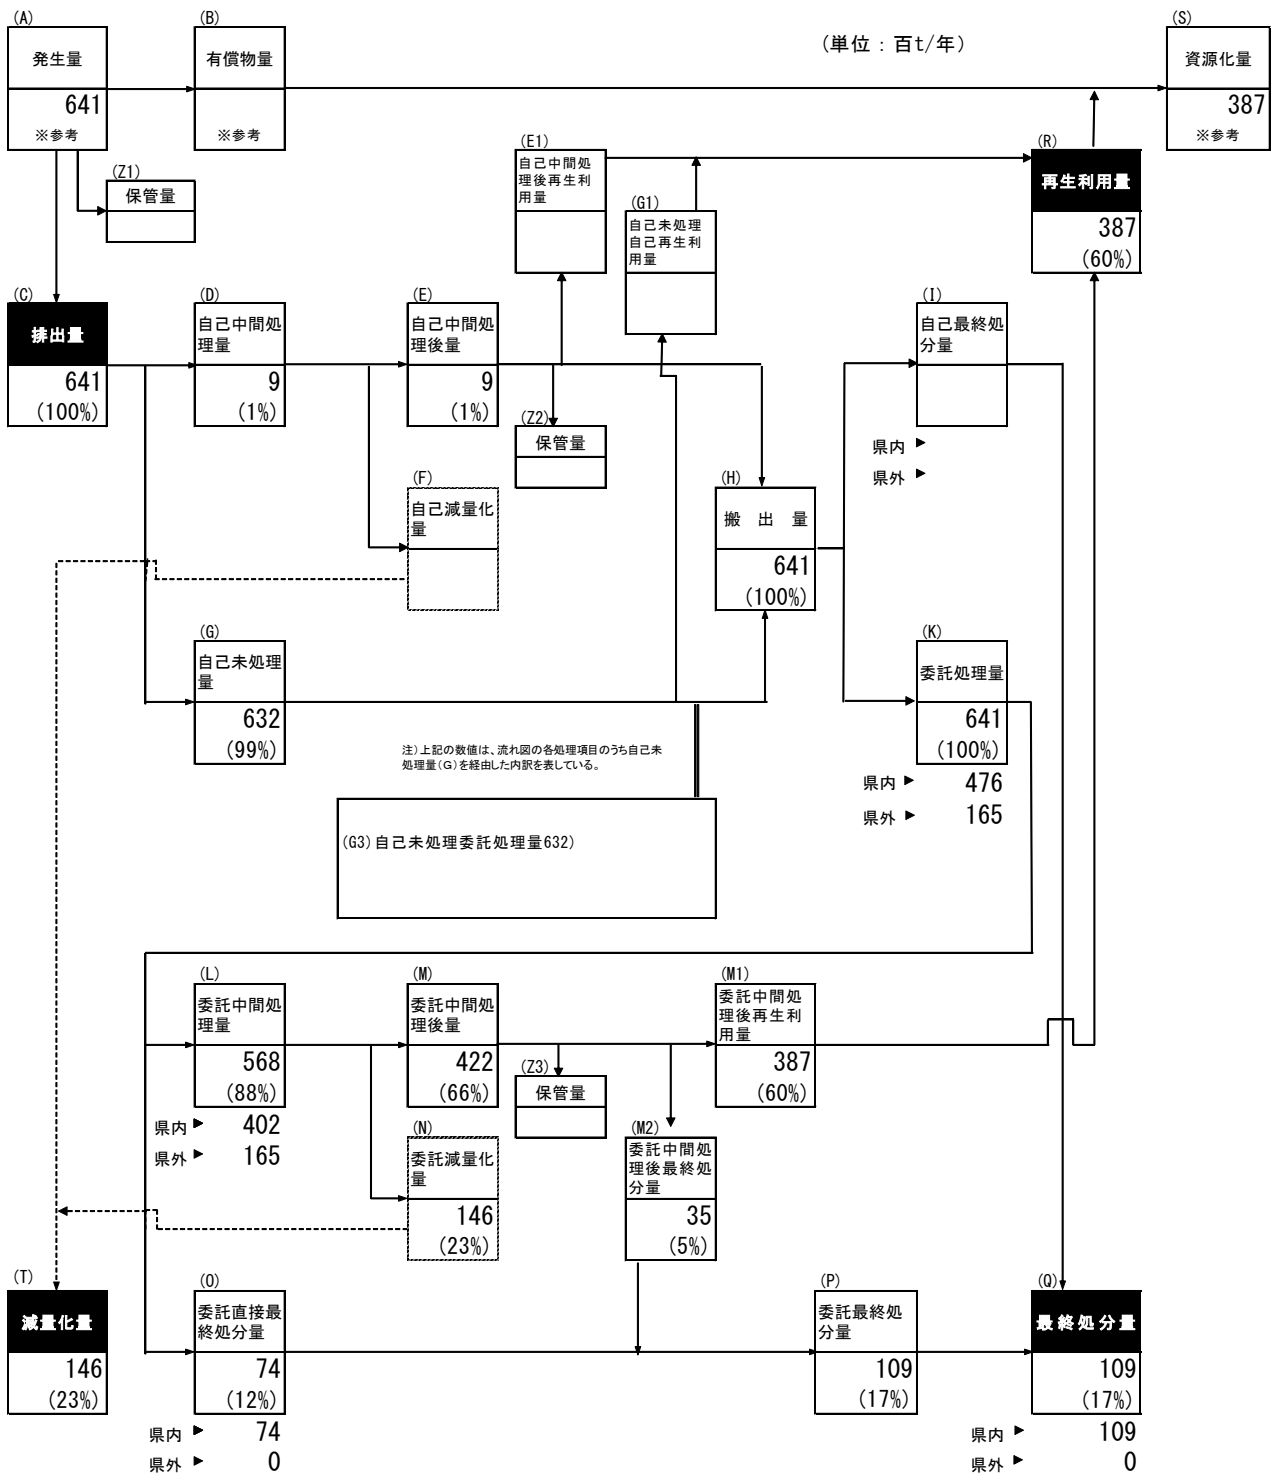 (A)
発生量
641
※参考
(B)
有償物量
※参考
(単位：百t/年)
(S)
資源化量
387
※参考
(Z1)
保管量
(E1)
自己中間処
理後再生利
用量
(G1)
自己未処理
自己再生利
用量
(R)
再生利用量
387
(60%)
(C)
排出量
641
(100%)
(D)
自己中間処
理量
9
(1%)
(E)
自己中間処
理後量
9
(1%)
(Z2)
保管量
(F)
自己減量化
量
(I)
自己最終処
分量
県内 ▶
県外 ▶
(H)
搬 出 量
641
(100%)
(G)
自己未処理
量
632
(99%)
(K)
委託処理量
641
(100%)
県内 ▶ 476
県外 ▶ 165
注)上記の数値は、流れ図の各処理項目のうち自己未
処理量(G)を経由した内訳を表している。
(G3)自己未処理委託処理量632)
(L)
委託中間処
理量
568
(88%)
県内 ▶ 402
県外 ▶ 165
(M)
委託中間処
理後量
422
(66%)
(Z3)
保管量
(M1)
委託中間処
理後再生利
用量
387
(60%)
(N)
委託減量化
量
146
(23%)
(M2)
委託中間処
理後最終処
分量
35
(5%)
(T)
減量化量
146
(23%)
(O)
委託直接最
終処分量
74
(12%)
県内 ▶ 74
県外 ▶ 0
(P)
委託最終処
分量
109
(17%)
(Q)
最終処分量
109
(17%)
県内 ▶ 109
県外 ▶ 0